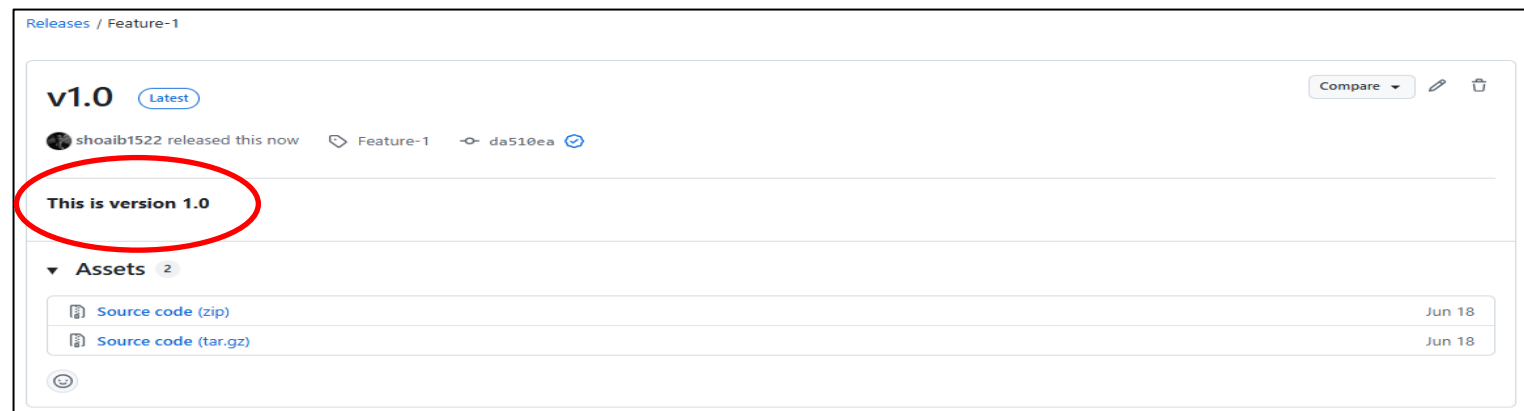 Releases / Feature-1
v1.0 Latest Compare
shoaib1522 released this now Feature-1 da510ea
This is version 1.0
Assets 2
Source code (zip) Jun 18
Source code (tar.gz) Jun 18